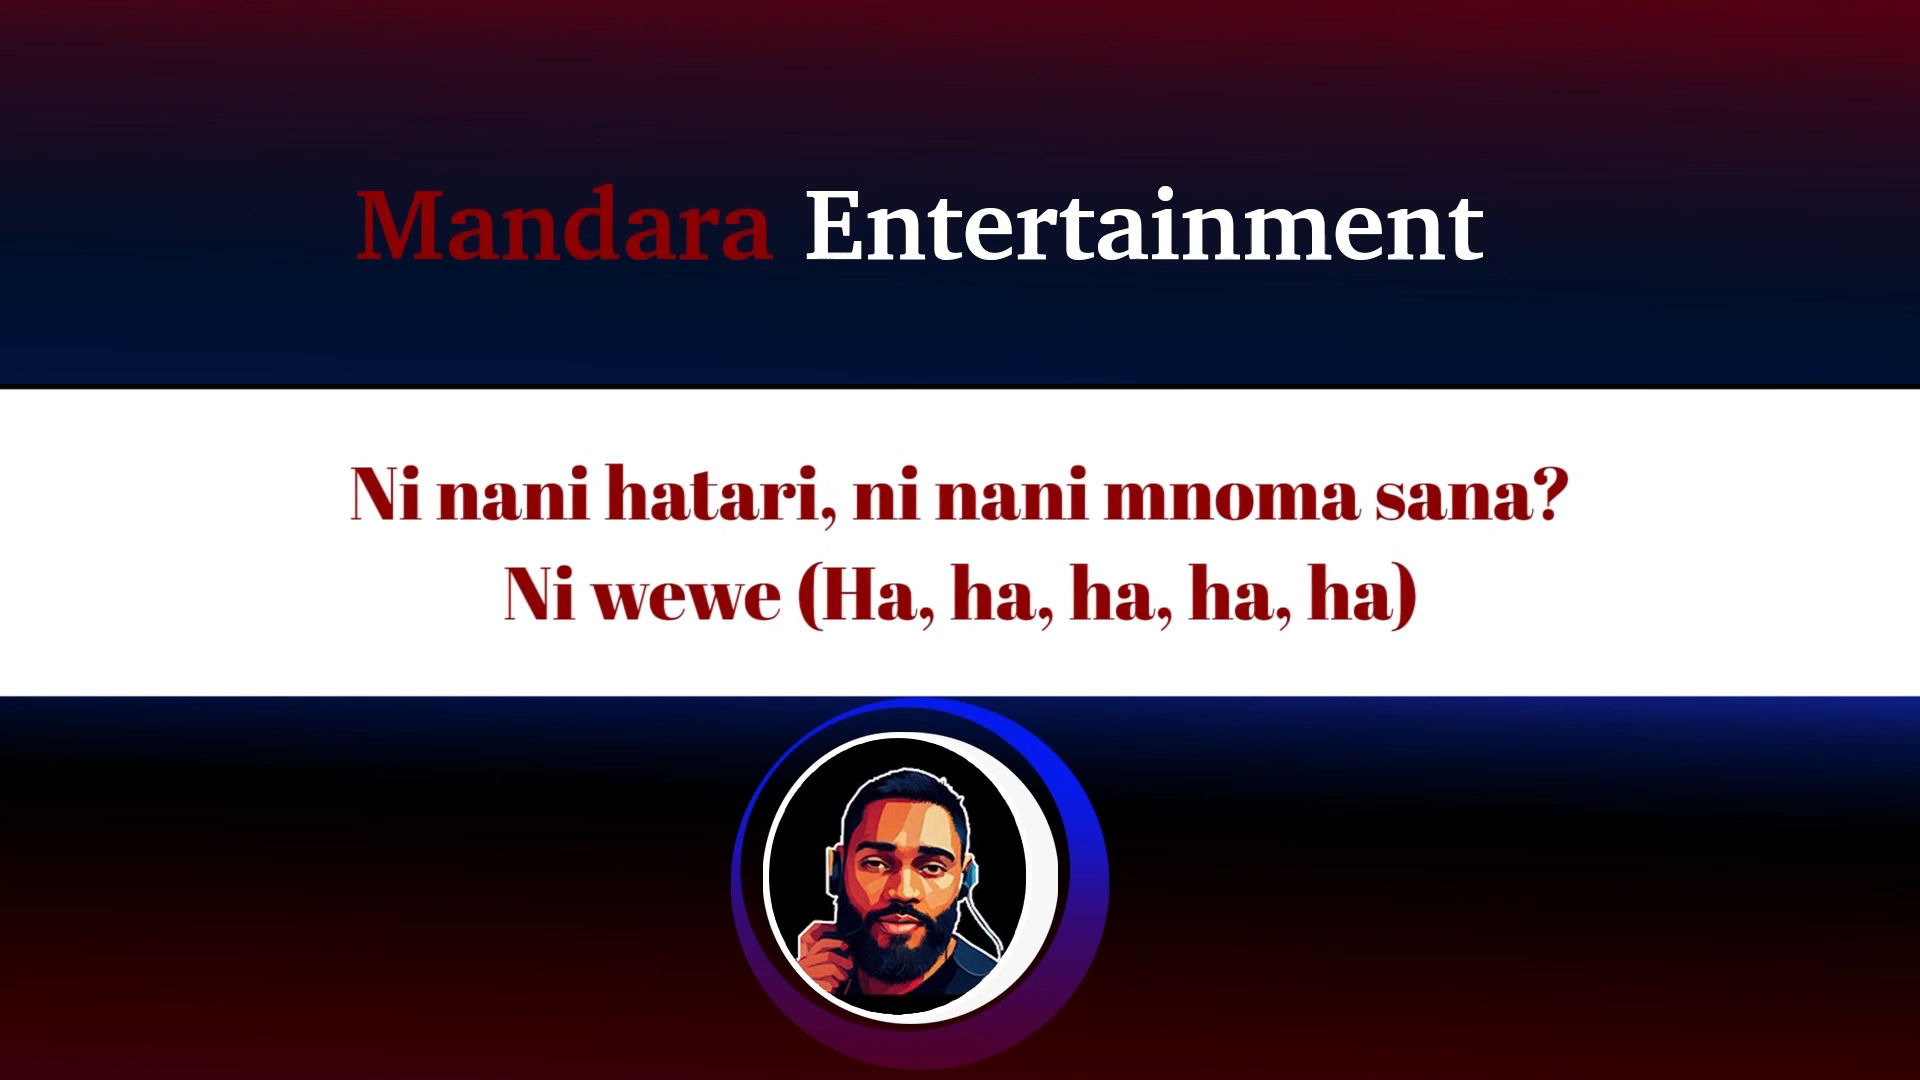 Mandara Entertainment
Ni nani hatari, ni nani mnoma sana?
Ni wewe (Ha, ha, ha, ha, ha)